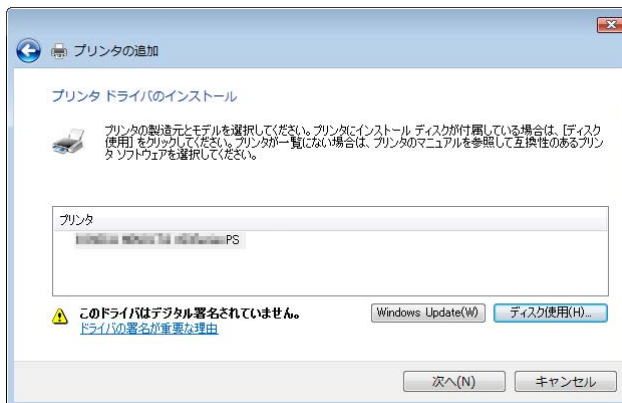 プリンタの追加
プリンタ ドライバのインストール
プリンタの製造元とモデルを選択してください。プリンタにインストール ディスクが付属している場合は、[ディスク
使用] をクリックしてください。プリンタが一覧にない場合は、プリンタのマニュアルを参照して互換性のあるプリン
タ ソフトウェアを選択してください。
プリンタ
PS
このドライバはデジタル署名されていません。
ドライバの署名が重要な理由
Windows Update(W)
ディスク使用(H)...
次へ(N)
キャンセル